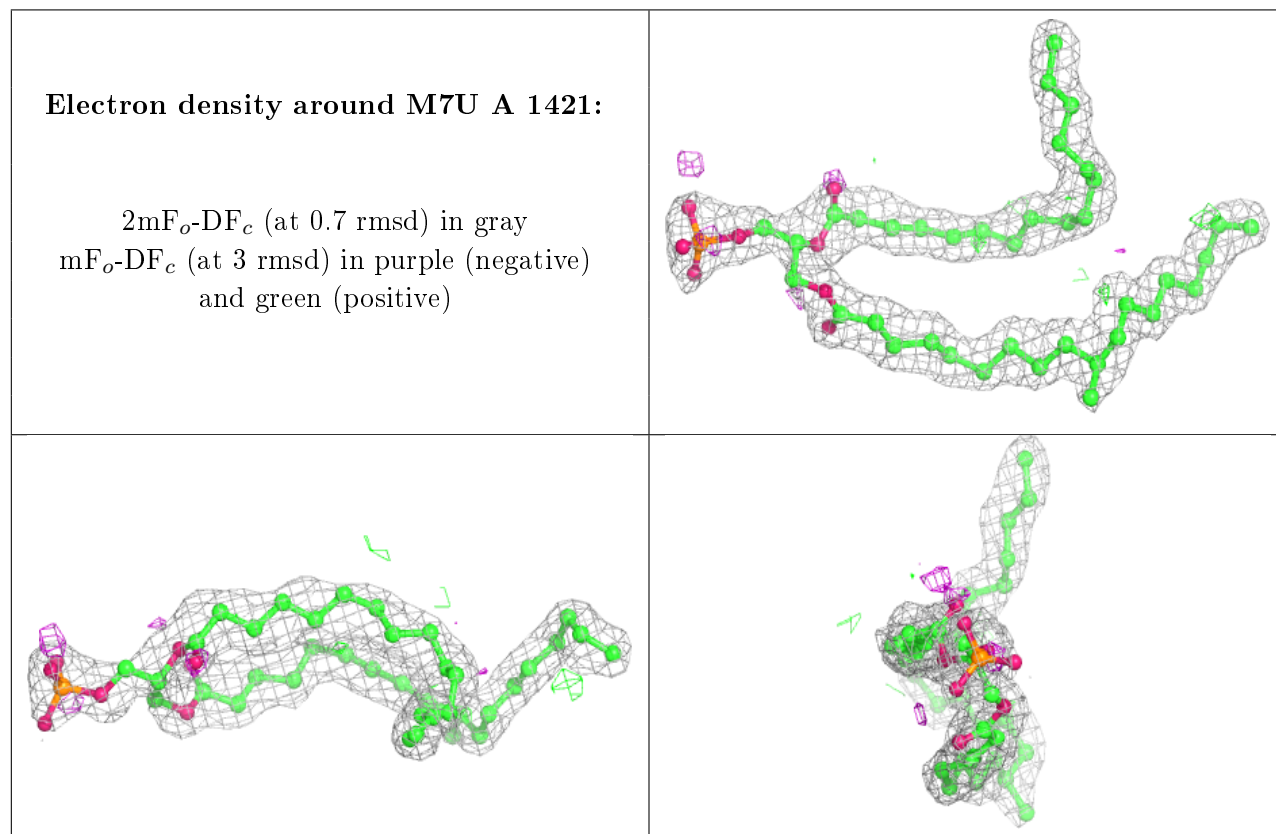 Electron density around M7U A 1421:
2mFo-DFc (at 0.7 rmsd) in gray
mFo-DFc (at 3 rmsd) in purple (negative)
and green (positive)